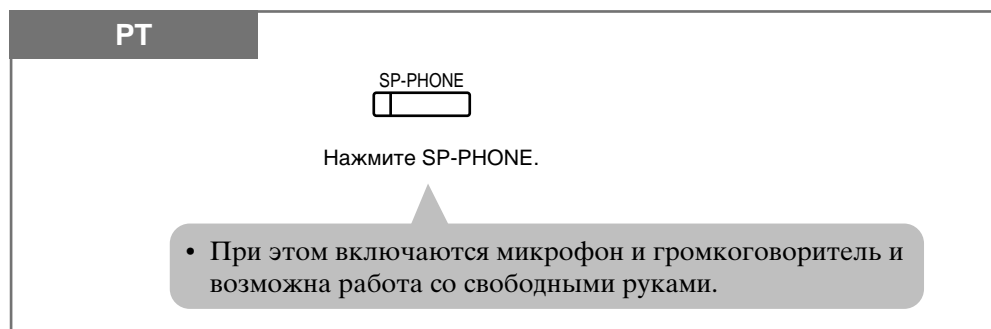 PT
SP-PHONE
Нажмите SP-PHONE.
• При этом включаются микрофон и громкоговоритель и
возможна работа со свободными руками.